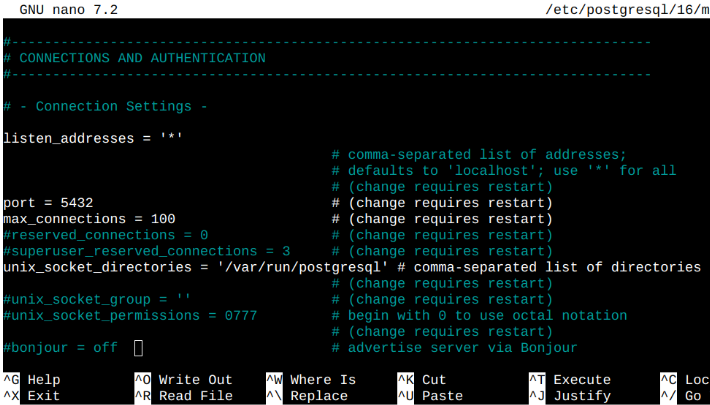 GNU nano 7.2 /etc/postgresql/16/m
#------------------------------------------------------------------------------
# CONNECTIONS AND AUTHENTICATION
#------------------------------------------------------------------------------
# - Connection Settings -
listen_addresses = '*'
# comma-separated list of addresses;
# defaults to 'localhost'; use '*' for all
# (change requires restart)
port = 5432 # (change requires restart)
max_connections = 100 # (change requires restart)
#reserved_connections = 0 # (change requires restart)
#superuser_reserved_connections = 3 # (change requires restart)
unix_socket_directories = '/var/run/postgresql' # comma-separated list of directories
# (change requires restart)
#unix_socket_group = '' # (change requires restart)
#unix_socket_permissions = 0777 # begin with 0 to use octal notation
# (change requires restart)
#bonjour = off # advertise server via Bonjour
^G Help ^O Write Out ^W Where Is ^K Cut ^T Execute ^C Loc
^X Exit ^R Read File ^\ Replace ^U Paste ^J Justify ^/ Go